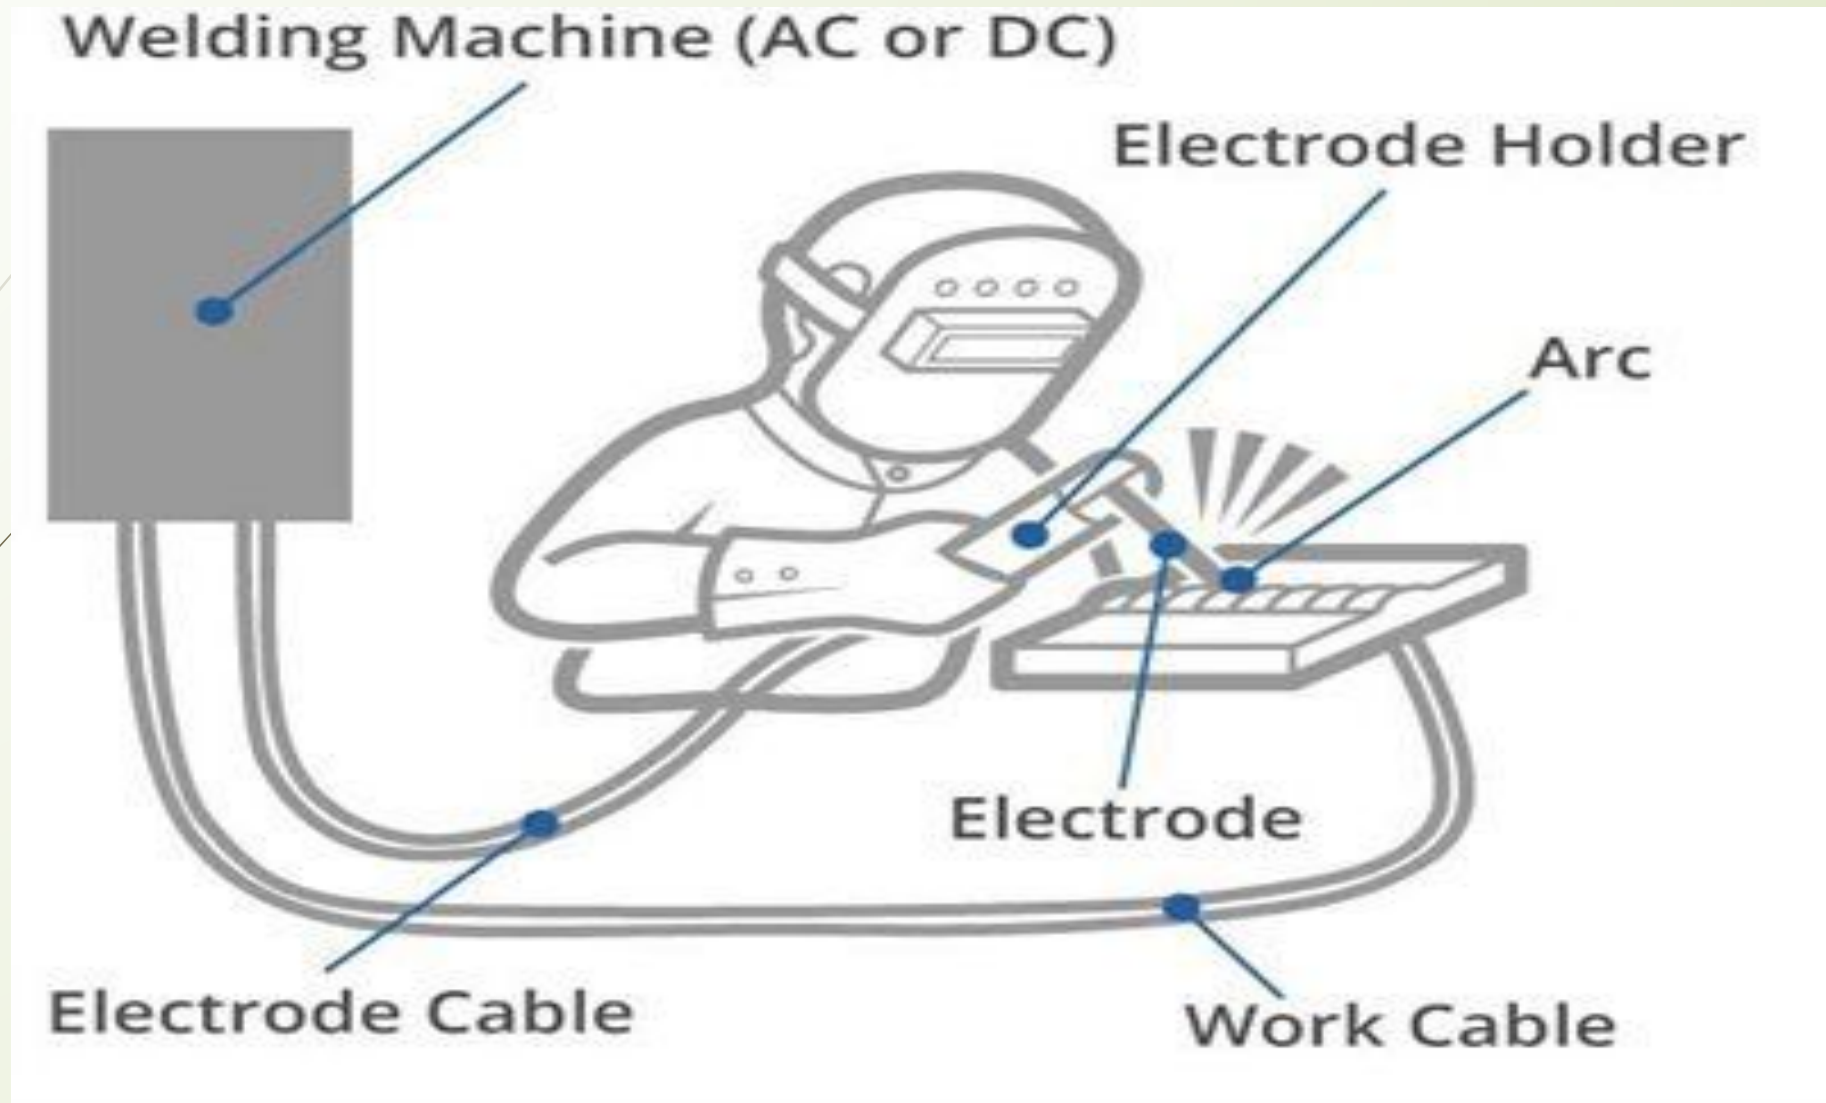 Welding Machine (AC or DC)
Electrode Holder
Arc
Electrode
Electrode Cable
Work Cable